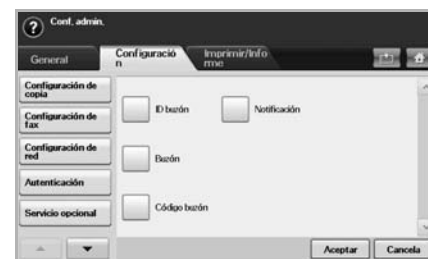 ? Conf. admin.
General
Configuració
n
Imprimir/Info
rme
Configuración de
copia
Configuración de
fax
Configuración de
red
Autenticación
Servicio opcional
ID buzón
Notificación
Buzón
Código buzón
Aceptar
Cancela